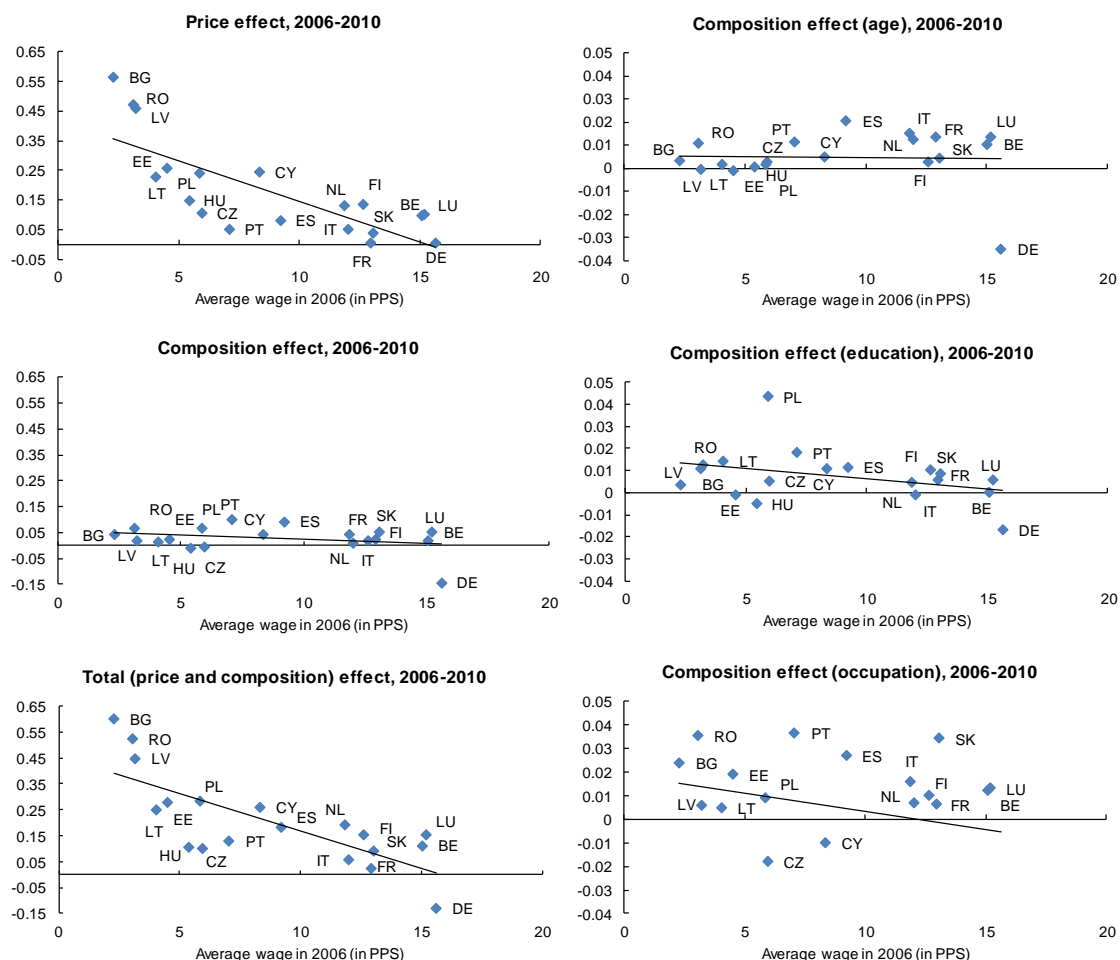 Price effect, 2006-2010
0.65
0.55
0.45
0.35
0.25
0.15
0.05
-0.05
BG
RO
LV
EE
LT
PL
HU
CZ
PT
CY
ES
NL
FI
IT
SK
FR
BE
LU
DE
0
5
10
15
20
Average wage in 2006 (in PPS)
Composition effect (age), 2006-2010
0.05
0.04
0.03
0.02
0.01
0
-0.01
-0.02
-0.03
-0.04
BG
RO
LV
LT
EE
CZ
HU
PL
PT
CY
ES
IT
NL
FR
FI
SK
LU
BE
DE
0
5
10
15
20
Average wage in 2006 (in PPS)
Composition effect, 2006-2010
0.65
0.55
0.45
0.35
0.25
0.15
0.05
-0.05
-0.15
BG
RO
LV
LT
EE
PL
HU
CZ
PT
CY
ES
FR
NL
IT
SK
FI
LU
BE
DE
0
5
10
15
20
Average wage in 2006 (in PPS)
Composition effect (education), 2006-2010
0.05
0.04
0.03
0.02
0.01
0
-0.01
-0.02
-0.03
-0.04
PL
RO
LT
LV
BG
EE
HU
CZ
PT
CY
ES
FI
SK
FR
NL
IT
LU
BE
DE
0
5
10
15
20
Average wage in 2006 (in PPS)
Total (price and composition) effect, 2006-2010
0.65
0.55
0.45
0.35
0.25
0.15
0.05
-0.05
-0.15
BG
RO
LV
PL
EE
LT
HU
CZ
PT
CY
ES
NL
FI
SK
IT
FR
LU
BE
DE
0
5
10
15
20
Average wage in 2006 (in PPS)
Composition effect (occupation), 2006-2010
0.05
0.04
0.03
0.02
0.01
0
-0.01
-0.02
-0.03
-0.04
RO
BG
EE
LV
LT
PL
PT
ES
CY
CZ
SK
IT
FI
NL
FR
LU
BE
0
5
10
15
20
Average wage in 2006 (in PPS)